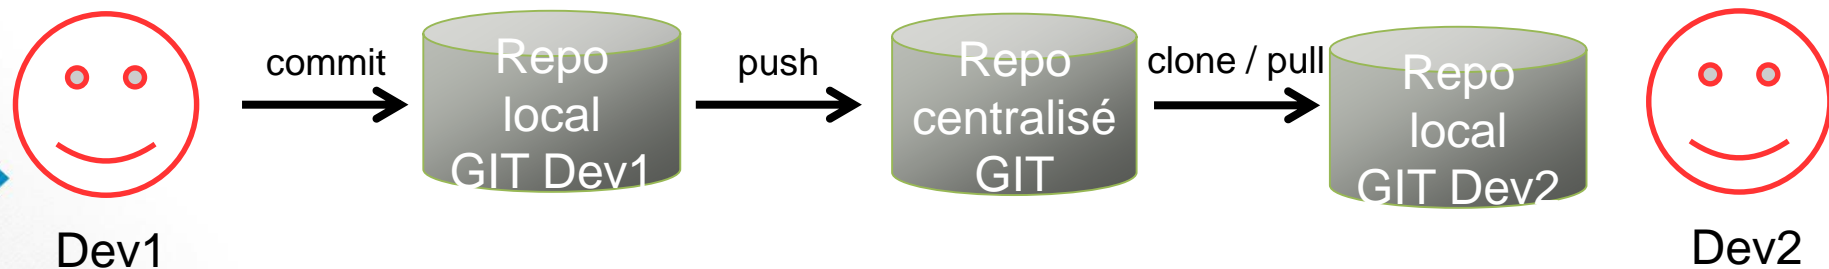 commit
Repo
local
GIT Dev1
push
Repo
centralisé
GIT
clone / pull
Repo
local
GIT Dev2
Dev1
Dev2